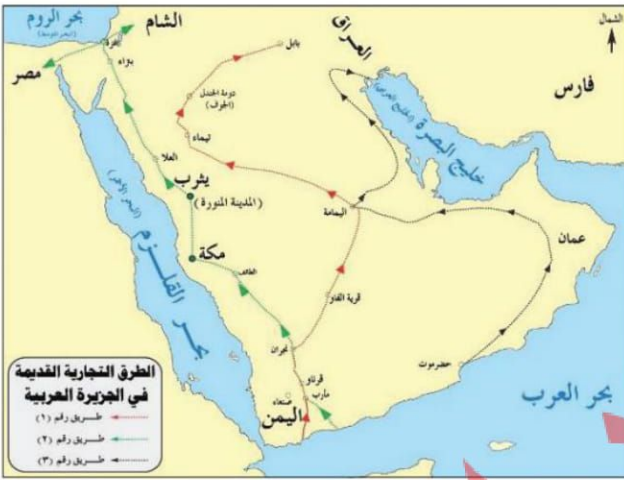 بحر الروم
(البحر المتوسط)
الشام
الشمال
العراق
بابل
غزة
مصر
بتراء
دومة الجندل
(الجوف)
فارس
تيماء
خليج البصرة
(الخليج العربي)
العلا
يثرب
(المدينة المنورة)
اليمامة
بحر القلزم
(البحر الأحمر)
عمان
مكة
الطائف
قرية الفاو
نجران
حضرموت
الطرق التجارية القديمة
في الجزيرة العربية
طريق رقم (١)
طريق رقم (٢)
طريق رقم (٣)
قرناو
مأرب
صنعاء
اليمن
بحر العرب